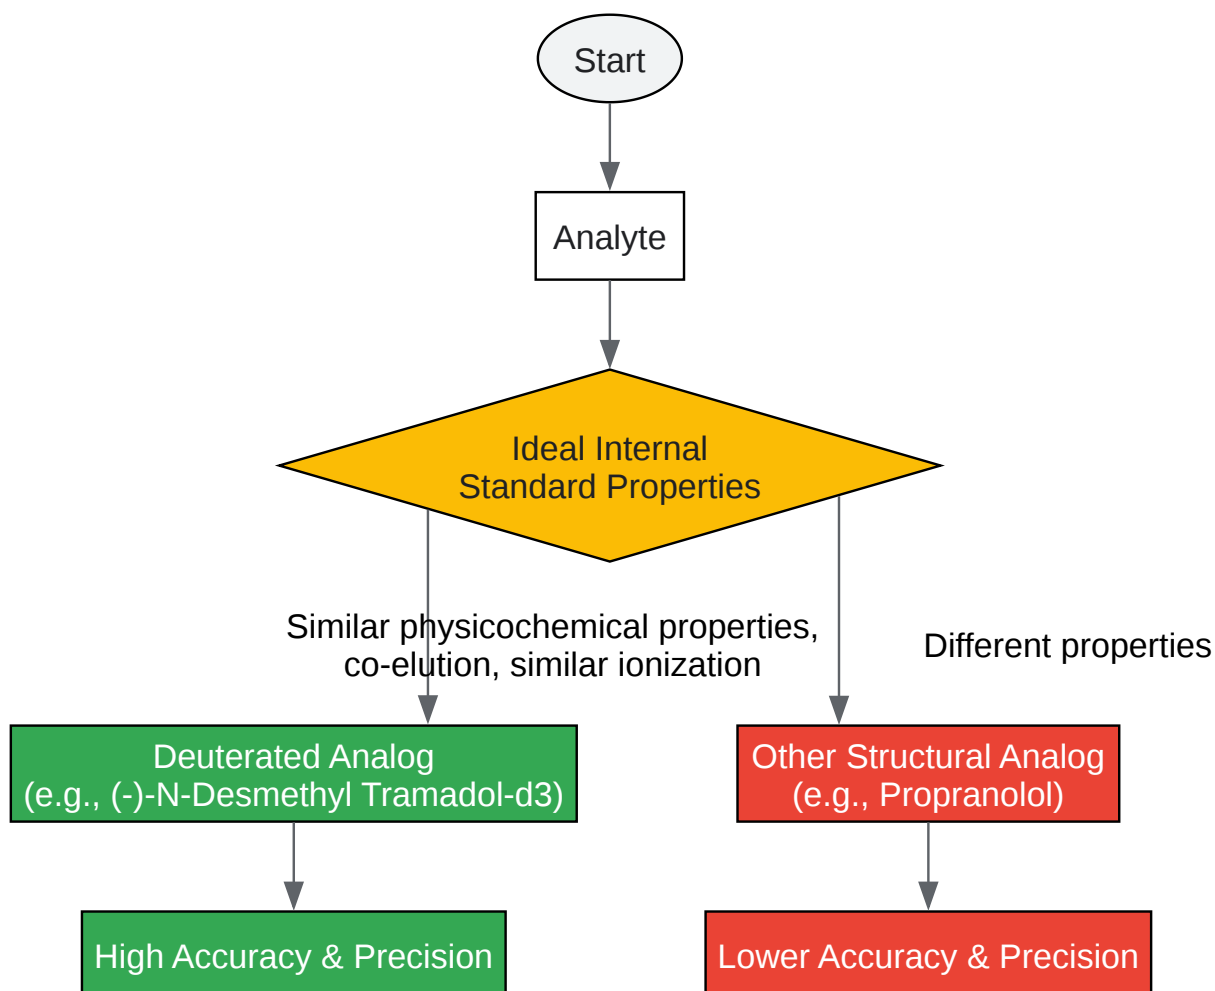 Start
Analyte
Ideal Internal
Standard Properties
Similar physicochemical properties,
co-elution, similar ionization
Different properties
Deuterated Analog
(e.g., (-)-N-Desmethyl Tramadol-d3)
Other Structural Analog
(e.g., Propranolol)
High Accuracy & Precision
Lower Accuracy & Precision